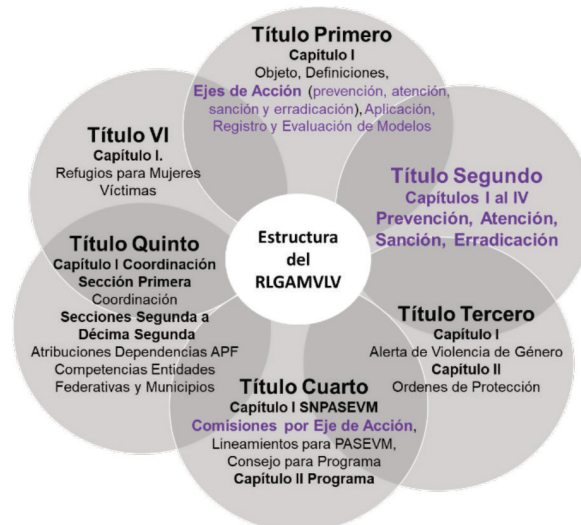 Título Primero
Capítulo I
Objeto, Definiciones,
Ejes de Acción (prevención, atención,
sanción y erradicación), Aplicación,
Registro y Evaluación de Modelos
Título Segundo
Capítulos I al IV
Prevención, Atención,
Sanción, Erradicación
Título Tercero
Capítulo I
Alerta de Violencia de Género
Capítulo II
Ordenes de Protección
Título Cuarto
Capítulo I SNPASEVM
Comisiones por Eje de Acción,
Lineamientos para PASEVM,
Consejo para Programa
Capítulo II Programa
Título Quinto
Capítulo I Coordinación
Sección Primera
Coordinación
Secciones Segunda a
Décima Segunda
Atribuciones Dependencias APF
Competencias Entidades
Federativas y Municipios
Título VI
Capítulo I.
Refugios para Mujeres
Víctimas
Estructura
del
RLGAMVLV